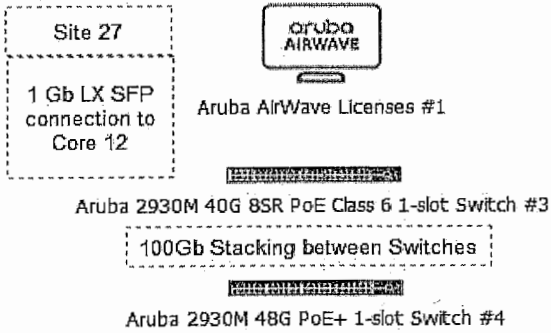 Site 27
1 Gb LX SFP
connection to
Core 12
aruba
AIRWAVE
Aruba AirWave Licenses #1
Aruba 2930M 40G 8SR PoE Class 6 1-slot Switch #3
100Gb Stacking between Switches
Aruba 2930M 48G PoE+ 1-slot Switch #4